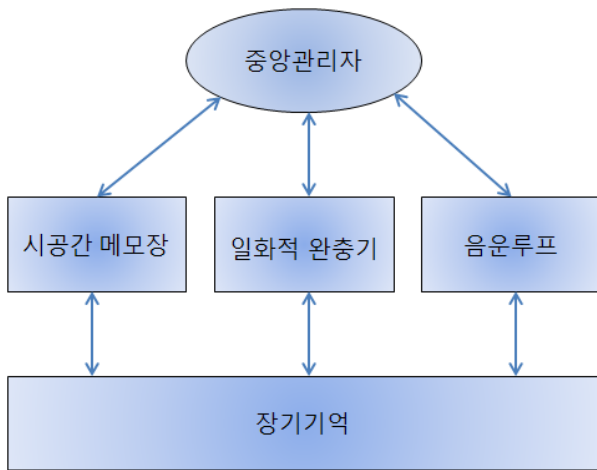 중앙관리자
시공간 메모장
일화적 완충기
음운루프
장기기억